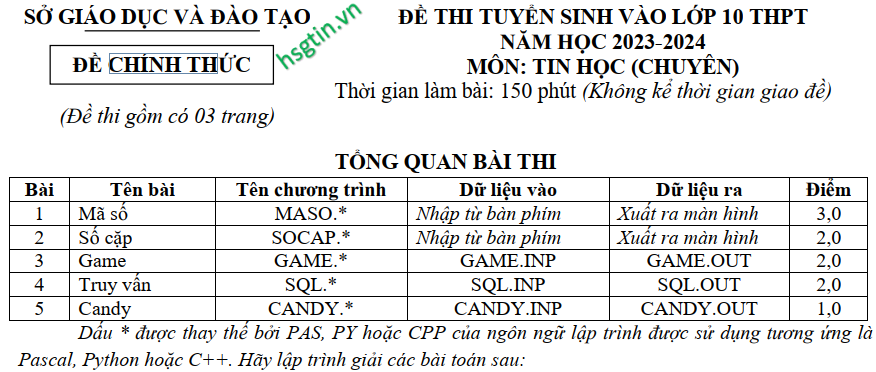 SỞ GIÁO DỤC VÀ ĐÀO TẠO
ĐỀ CHÍNH THỨC
(Đề thi gồm có 03 trang)
hsgtin.vn
ĐỀ THI TUYỂN SINH VÀO LỚP 10 THPT
NĂM HỌC 2023-2024
MÔN: TIN HỌC (CHUYÊN)
Thời gian làm bài: 150 phút (Không kể thời gian giao đề)
TỔNG QUAN BÀI THI
Bài Tên bài Tên chương trình Dữ liệu vào Dữ liệu ra Điểm
1 Mã số MASO.* Nhập từ bàn phím Xuất ra màn hình 3,0
2 Số cặp SOCAP.* Nhập từ bàn phím Xuất ra màn hình 2,0
3 Game GAME.* GAME.INP GAME.OUT 2,0
4 Truy vấn SQL.* SQL.INP SQL.OUT 2,0
5 Candy CANDY.* CANDY.INP CANDY.OUT 1,0
Dấu * được thay thế bởi PAS, PY hoặc CPP của ngôn ngữ lập trình được sử dụng tương ứng là
Pascal, Python hoặc C++. Hãy lập trình giải các bài toán sau: